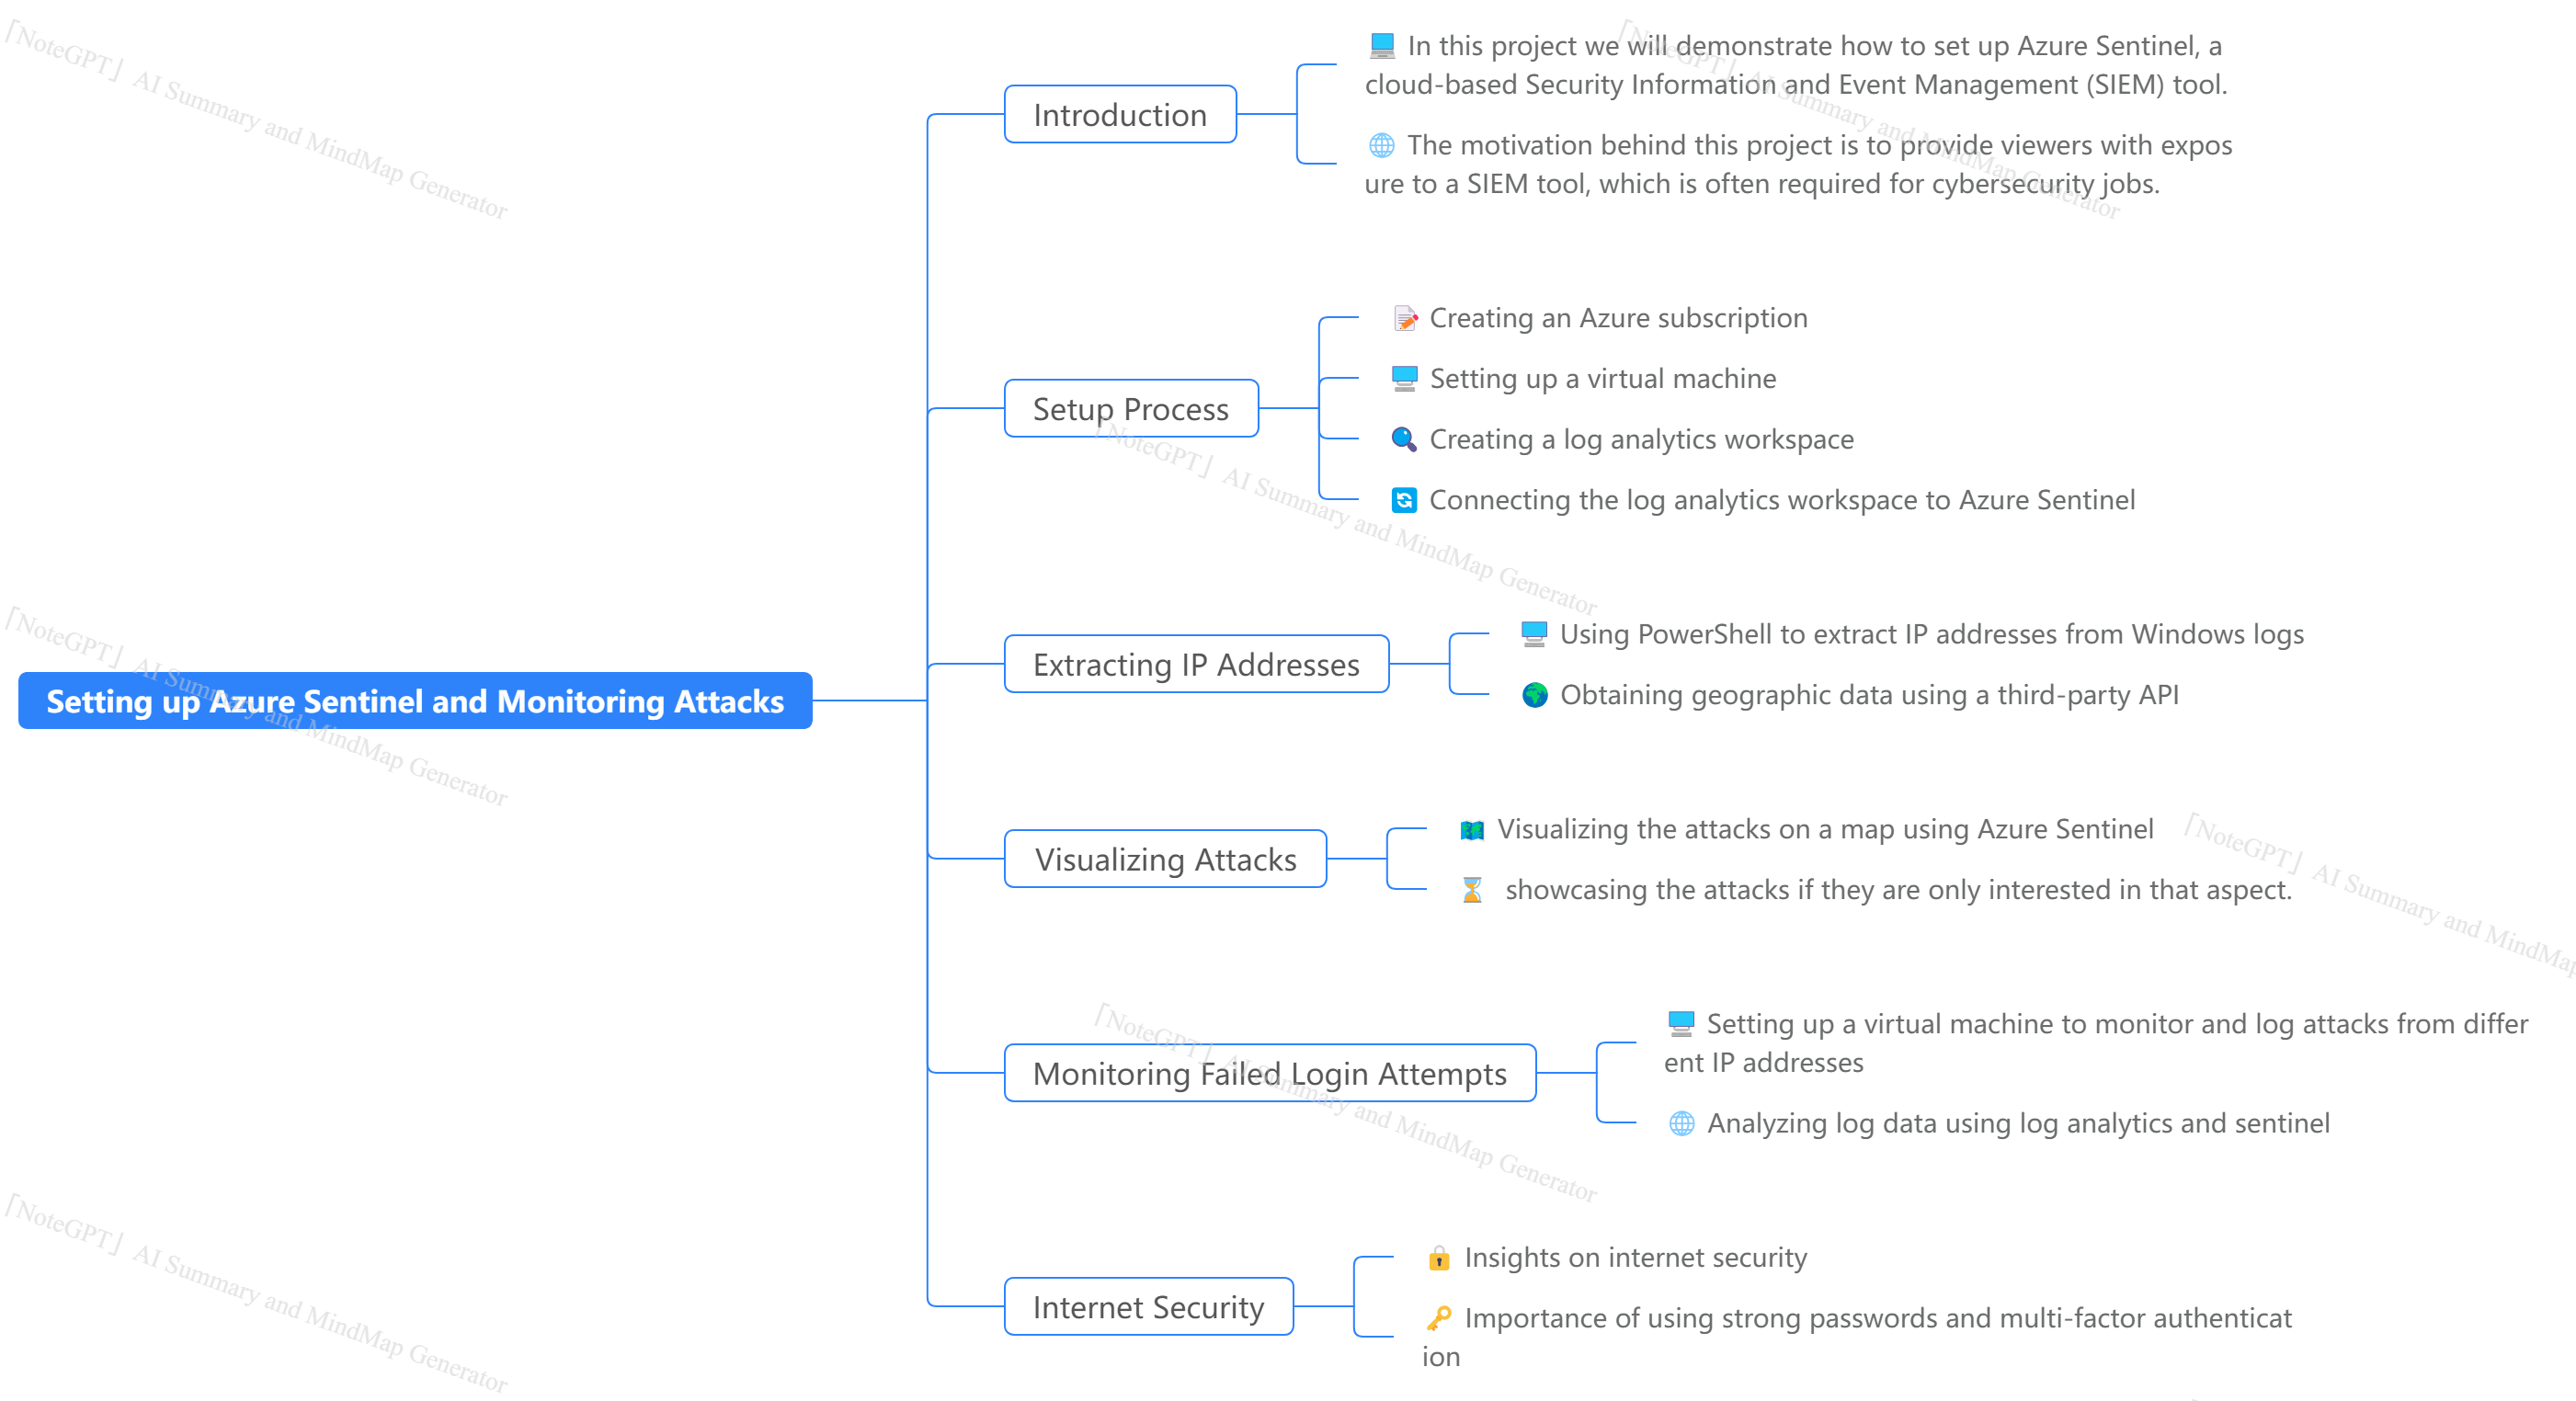 In this project we will demonstrate how to set up Azure Sentinel, a
cloud-based Security Information and Event Management (SIEM) tool.
Introduction
The motivation behind this project is to provide viewers with expos
ure to a SIEM tool, which is often required for cybersecurity jobs.
Creating an Azure subscription
Setting up a virtual machine
Setup Process
Creating a log analytics workspace
Connecting the log analytics workspace to Azure Sentinel
Using PowerShell to extract IP addresses from Windows logs
Extracting IP Addresses
Obtaining geographic data using a third-party API
Setting up Azure Sentinel and Monitoring Attacks
Visualizing the attacks on a map using Azure Sentinel
Visualizing Attacks
showcasing the attacks if they are only interested in that aspect.
Setting up a virtual machine to monitor and log attacks from differ
ent IP addresses
Monitoring Failed Login Attempts
Analyzing log data using log analytics and sentinel
Insights on internet security
Internet Security
Importance of using strong passwords and multi-factor authenticat
ion
「NoteGPT」 AI Summary and MindMap Generator
「NoteGPT」 AI Summary and MindMap Generator
「NoteGPT」 AI Summary and MindMap Generator
「NoteGPT」 AI Summary and MindMap Generator
「NoteGPT」 AI Summary and MindMap
「NoteGPT」 AI Summary and MindMap Generator
「NoteGPT」 AI Summary and MindMap Generator